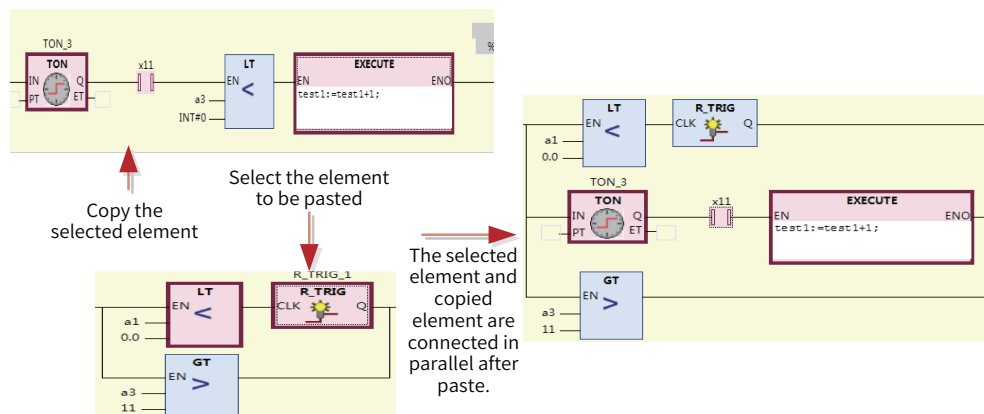 TON_3
TON
IN Q
PT ET
x11
LT
EN <
a3
INT#0
EXECUTE
EN ENO
test1:=test1+1;
%
Copy the
selected element
Select the element
to be pasted
R_TRIG_1
LT
EN <
a1
0.0
R_TRIG
CLK Q
GT
EN >
a3
11
The selected
element and
copied
element are
connected in
parallel after
paste.
LT
EN <
a1
0.0
R_TRIG
CLK Q
TON_3
TON
IN Q
PT ET
x11
EXECUTE
EN ENO
test1:=test1+1;
GT
EN >
a3
11